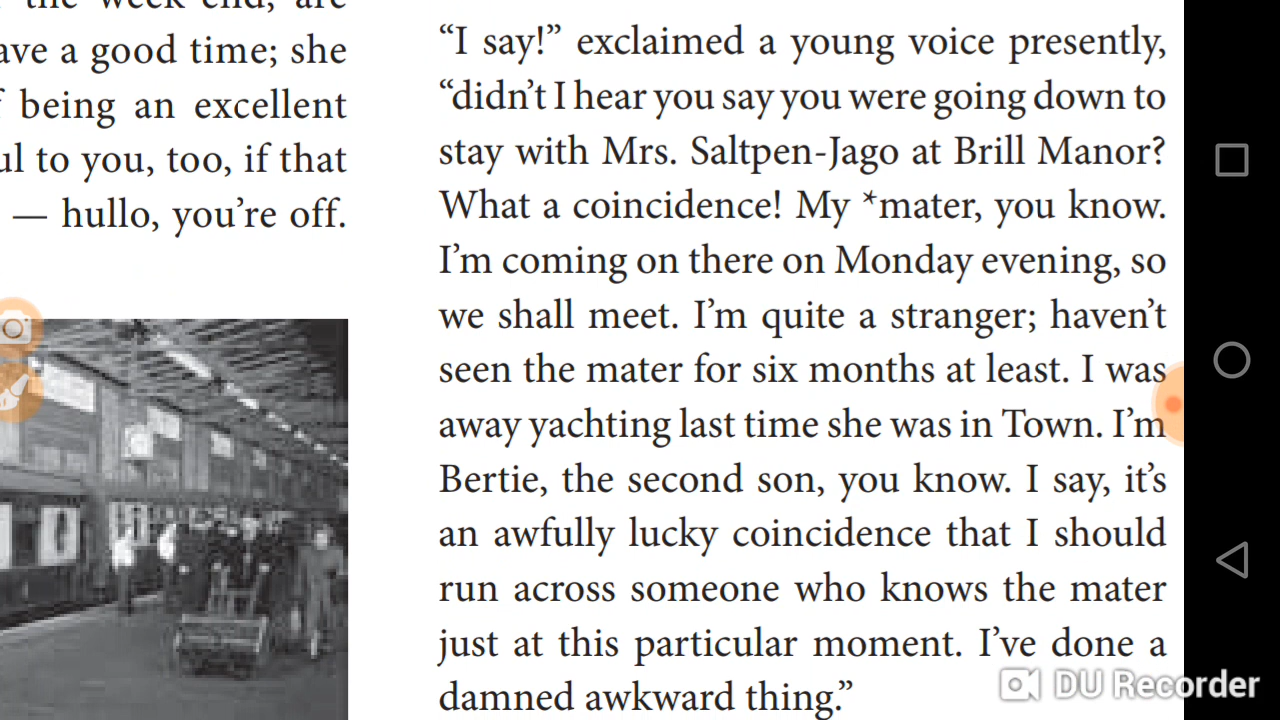 the week end, are
ave a good time; she
being an excellent
ul to you, too, if that
— hullo, you're off.
“I say!” exclaimed a young voice presently,
“didn’t I hear you say you were going down to
stay with Mrs. Saltpen-Jago at Brill Manor?
What a coincidence! My *mater, you know.
I’m coming on there on Monday evening, so
we shall meet. I’m quite a stranger; haven’t
seen the mater for six months at least. I was
away yachting last time she was in Town. I’m
Bertie, the second son, you know. I say, it’s
an awfully lucky coincidence that I should
run across someone who knows the mater
just at this particular moment. I’ve done a
damned awkward thing.”
DU Recorder